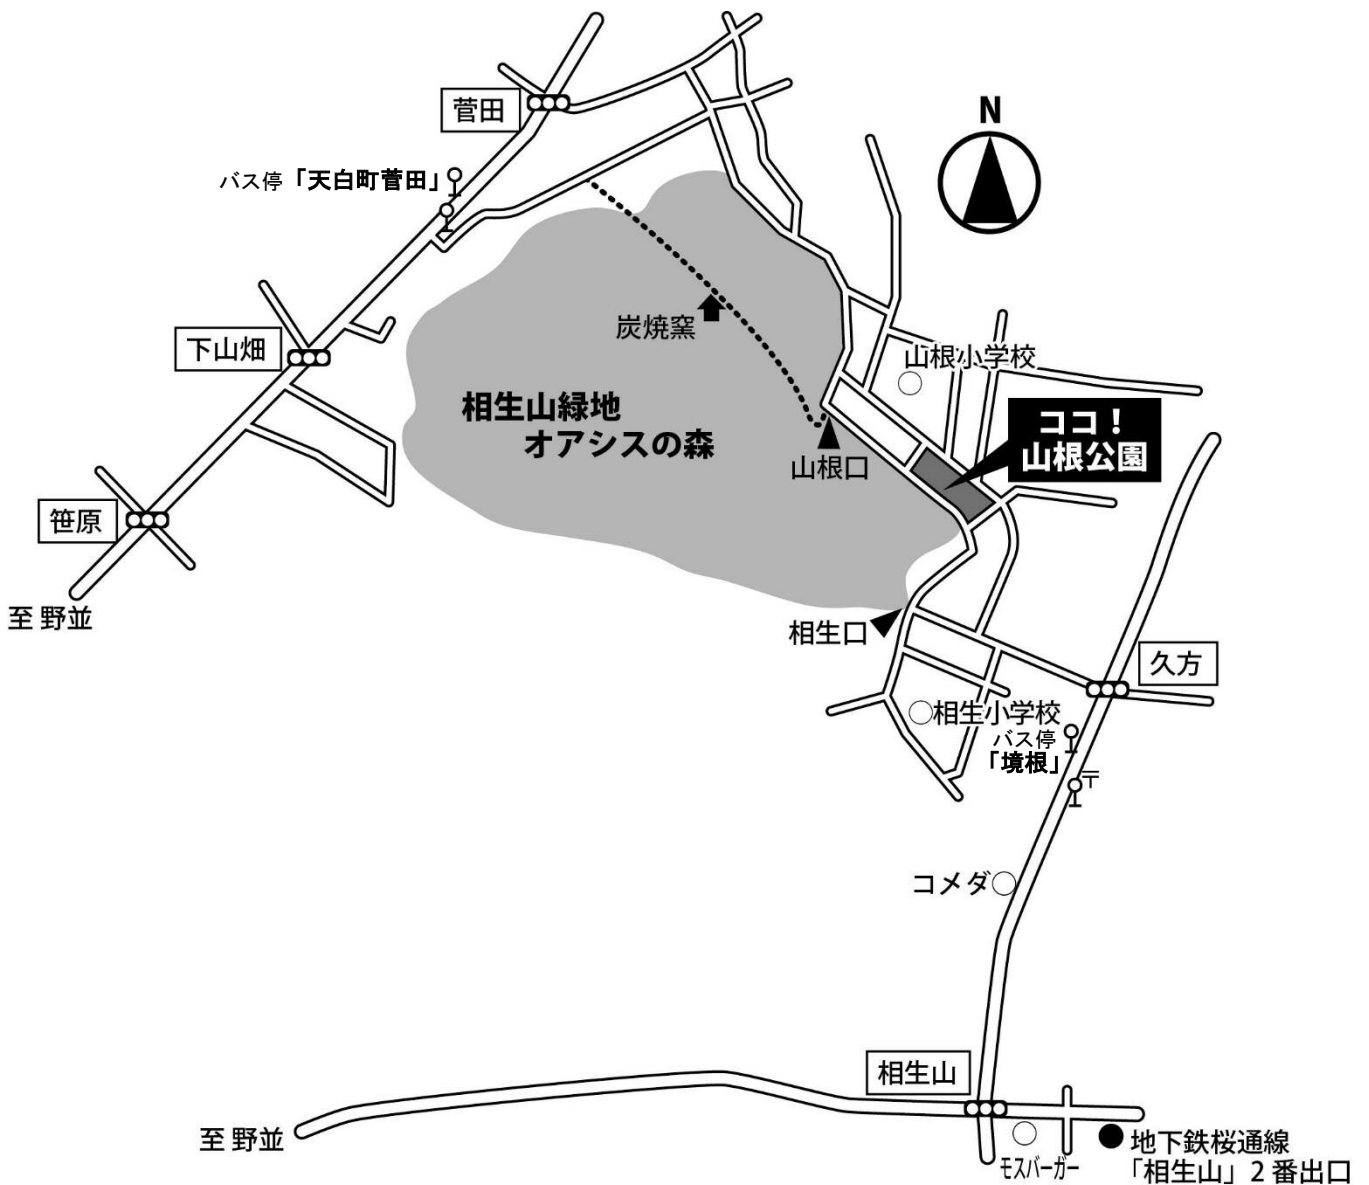 N
菅田
バス停「天白町菅田」
下山畑
炭焼窯
山根小学校
相生山緑地
オアシスの森
ココ！
山根公園
山根口
笹原
至 野並
相生口
久方
相生小学校
バス停
「境根」
〒
コメダ
相生山
至 野並
モスバーガー
地下鉄桜通線
「相生山」2 番出口